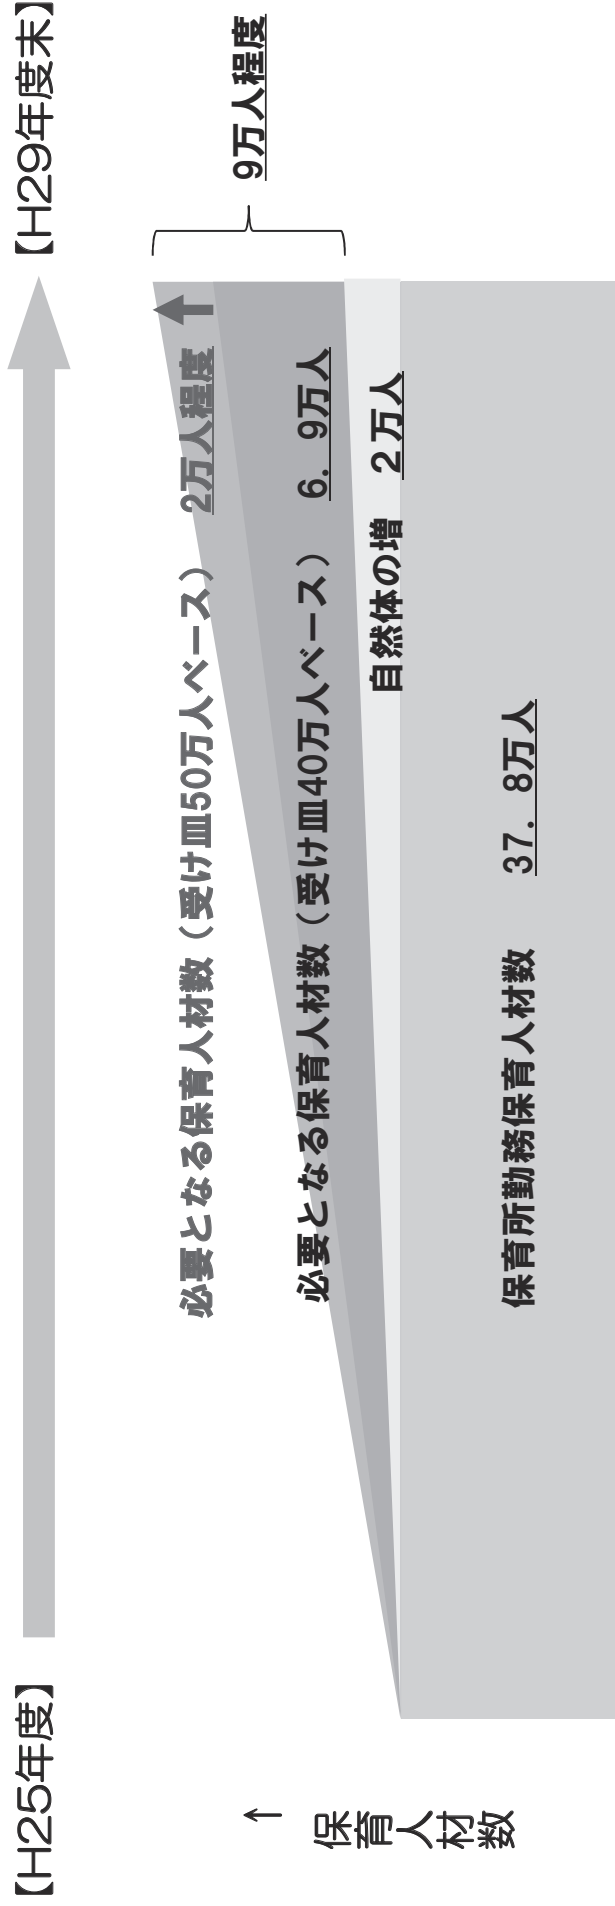 【H25年度】
【H29年度末】
↑
保育人材数
必要となる保育人材数(受け皿50万人ベース) 2万人程度
9万人程度
必要となる保育人材数(受け皿40万人ベース) 6.9万人
自然体の増 2万人
保育所勤務保育人材数 37.8万人